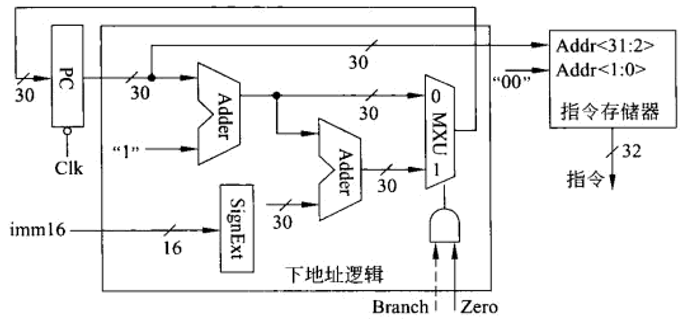 30
Addr<31:2>
30
PC
30
"00"
Addr<1:0>
30
Adder
0
指令存储器
MXU
"1"
Adder
32
Clk
30
1
指令
SignExt
imm16
16
30
下地址逻辑
Branch
Zero